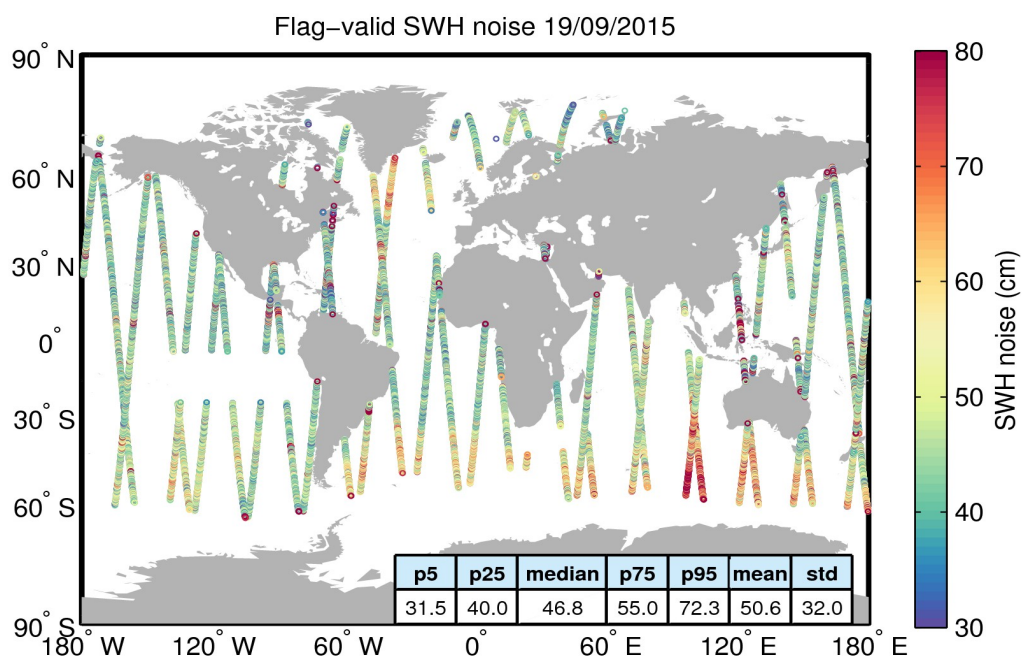 Flag−valid SWH noise 19/09/2015
90° N
60° N
30° N
0°
30° S
60° S
90° S
180° W
120° W
60° W
0°
60° E
120° E
180° E
p5 p25 median p75 p95 mean std
31.5 40.0 46.8 55.0 72.3 50.6 32.0
80
70
60
50
40
30
SWH noise (cm)